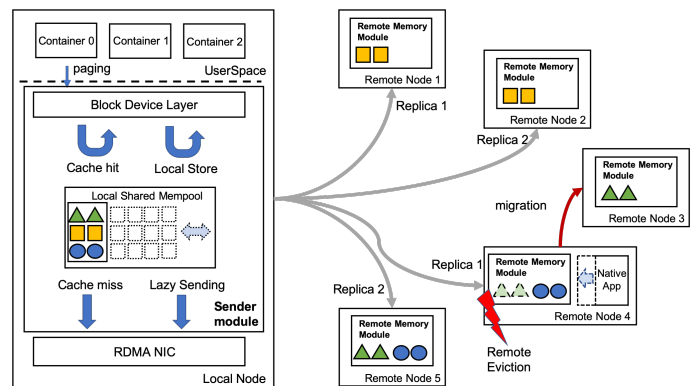 Container 0
Container 1
Container 2
paging
UserSpace
Block Device Layer
Cache hit
Local Store
Local Shared Mempool
Cache miss
Lazy Sending
Sender
module
RDMA NIC
Local Node
Remote Memory
Module
Remote Node 1
Replica 1
Remote Memory
Module
Remote Node 2
Replica 2
Remote Memory
Module
Remote Node 3
migration
Replica 1
Remote Memory
Module
Native
App
Remote Node 4
Remote
Eviction
Replica 2
Remote Memory
Module
Remote Node 5